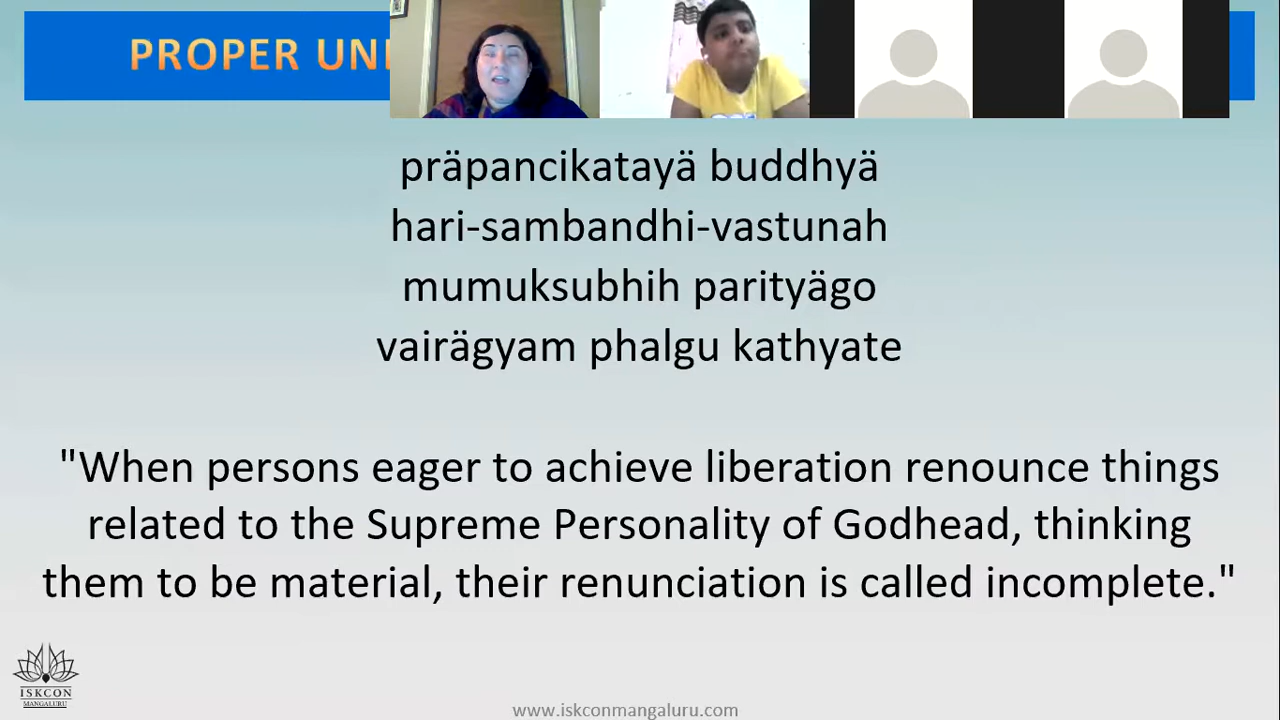 PROPER
präpancikatayä buddhyä
hari-sambandhi-vastunah
mumuksubhih parityägo
vairägyam phalgu kathyate
"When persons eager to achieve liberation renounce things
related to the Supreme Personality of Godhead, thinking
them to be material, their renunciation is called incomplete."
ISKCON
MANGALURU
www.iskconmangaluru.com